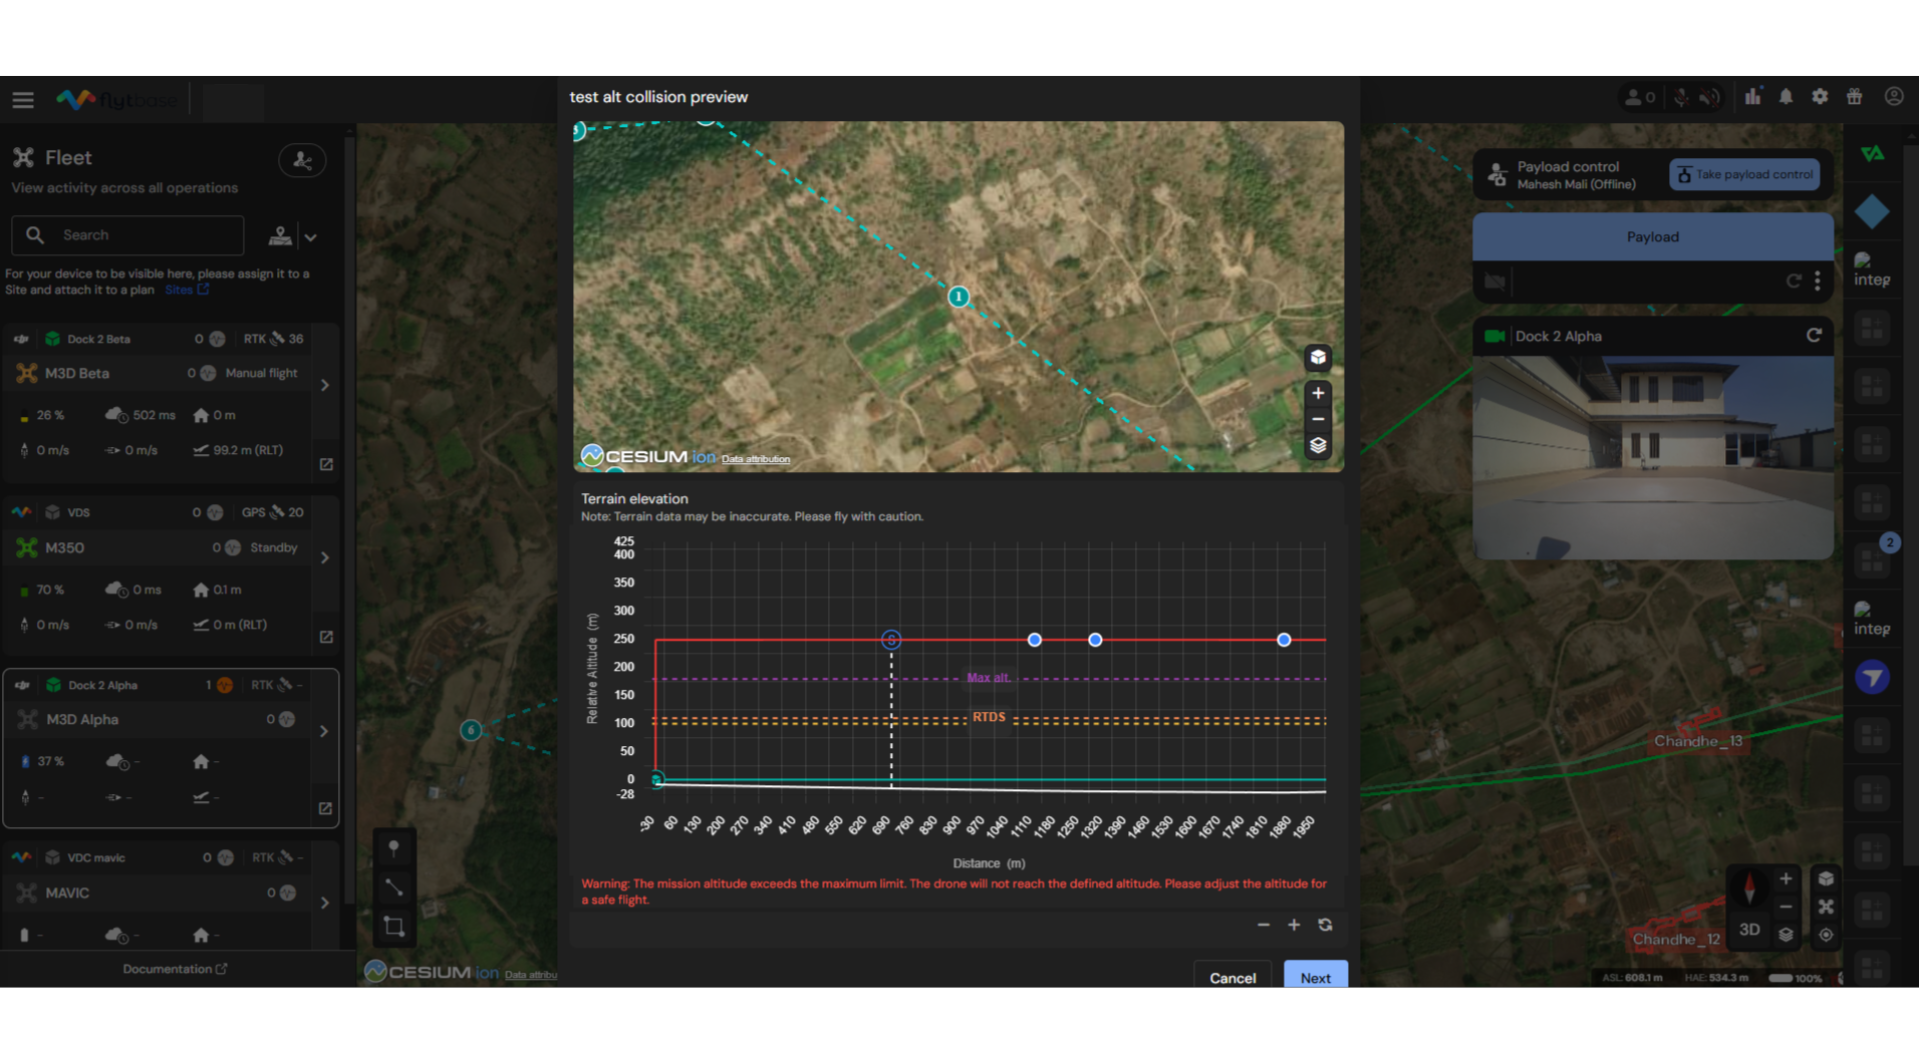 flytbase
test alt collision preview
0
Fleet
View activity across all operations
Search
For your device to be visible here, please assign it to a
Site and attach it to a plan Sites
Dock 2 Beta 0 RTK 36
M3D Beta 0 Manual flight
26 % 502 ms 0 m
0 m/s 0 m/s 99.2 m (RLT)
VDS 0 GPS 20
M350 0 Standby
70 % 0 ms 0.1 m
0 m/s 0 m/s 0 m (RLT)
Dock 2 Alpha 1 RTK -
M3D Alpha 0
37 % - -
- - -
VDC mavic 0 RTK -
MAVIC 0
- - -
Documentation
6
CESIUM ion Data attribu
3
1
CESIUM ion Data attribution
Terrain elevation
Note: Terrain data may be inaccurate. Please fly with caution.
425
400
350
300
250
200
150
100
50
0
-28
Relative Altitude (m)
S
Max alt.
RTDS
-30 60 130 200 270 340 410 480 550 620 690 760 830 900 970 1040 1110 1180 1250 1320 1390 1460 1530 1600 1670 1740 1810 1880 1950
Distance (m)
Warning: The mission altitude exceeds the maximum limit. The drone will not reach the defined altitude. Please adjust the altitude for
a safe flight.
Cancel Next
Payload control
Mahesh Mali (Offline)
Take payload control
Payload
Dock 2 Alpha
Chandhe_13
Chandhe_12
3D
ASL: 608.1 m HAE: 534.3 m 100%
integ
2
integ